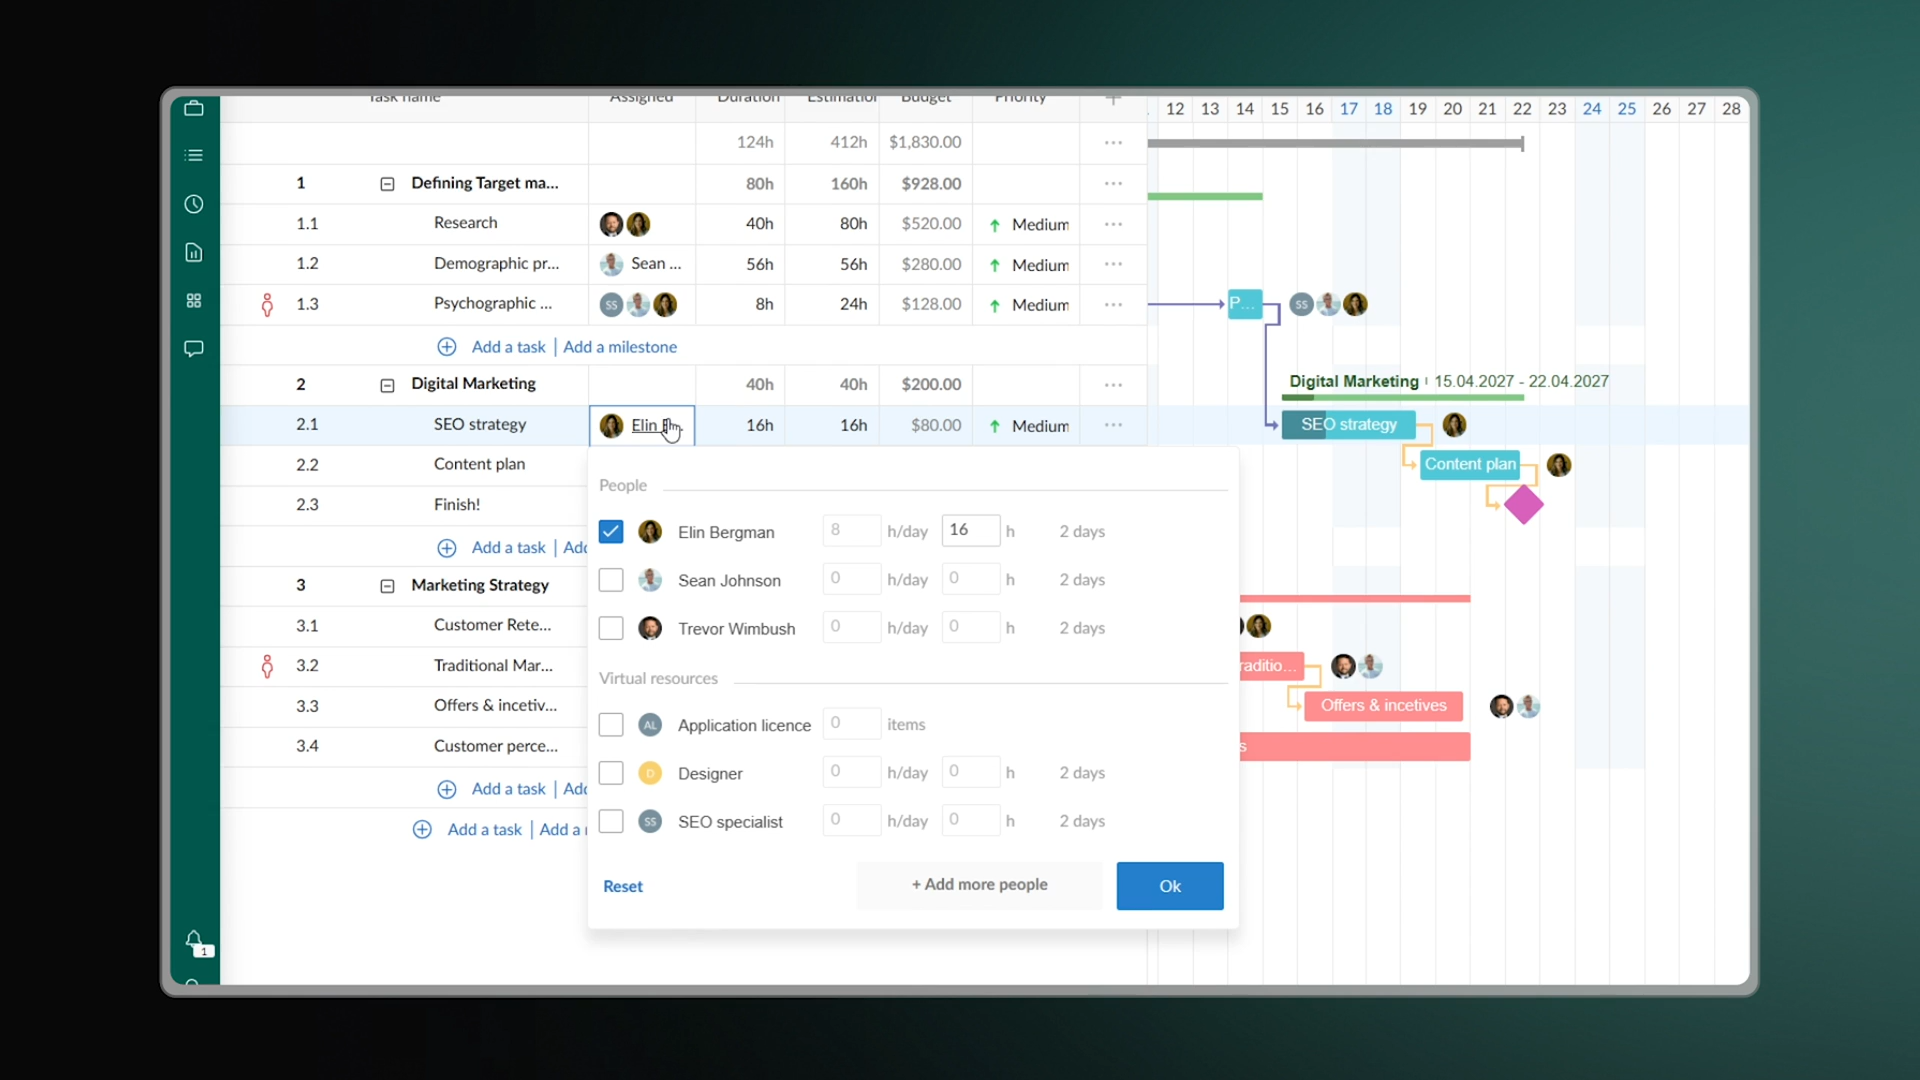 Task name Assigned Duration Estimation Budget Priority
12 13 14 15 16 17 18 19 20 21 22 23 24 25 26 27 28
124h 412h $1,830.00
1 Defining Target ma... 80h 160h $928.00
1.1 Research 40h 80h $520.00 Medium
1.2 Demographic pr... Sean ... 56h 56h $280.00 Medium
1.3 Psychographic ... SS 8h 24h $128.00 Medium P... SS
Add a task | Add a milestone
2 Digital Marketing 40h 40h $200.00
Digital Marketing 15.04.2027 - 22.04.2027
2.1 SEO strategy Elin 16h 16h $80.00 Medium SEO strategy
2.2 Content plan Content plan
2.3 Finish!
Add a task | Add
3 Marketing Strategy
3.1 Customer Rete...
3.2 Traditional Mar... raditio...
3.3 Offers & incetiv... Offers & incetives
3.4 Customer perce... s
Add a task | Add
Add a task | Add a
People
Elin Bergman 8 h/day 16 h 2 days
Sean Johnson 0 h/day 0 h 2 days
Trevor Wimbush 0 h/day 0 h 2 days
Virtual resources
AL Application licence 0 items
D Designer 0 h/day 0 h 2 days
SS SEO specialist 0 h/day 0 h 2 days
Reset + Add more people Ok
1